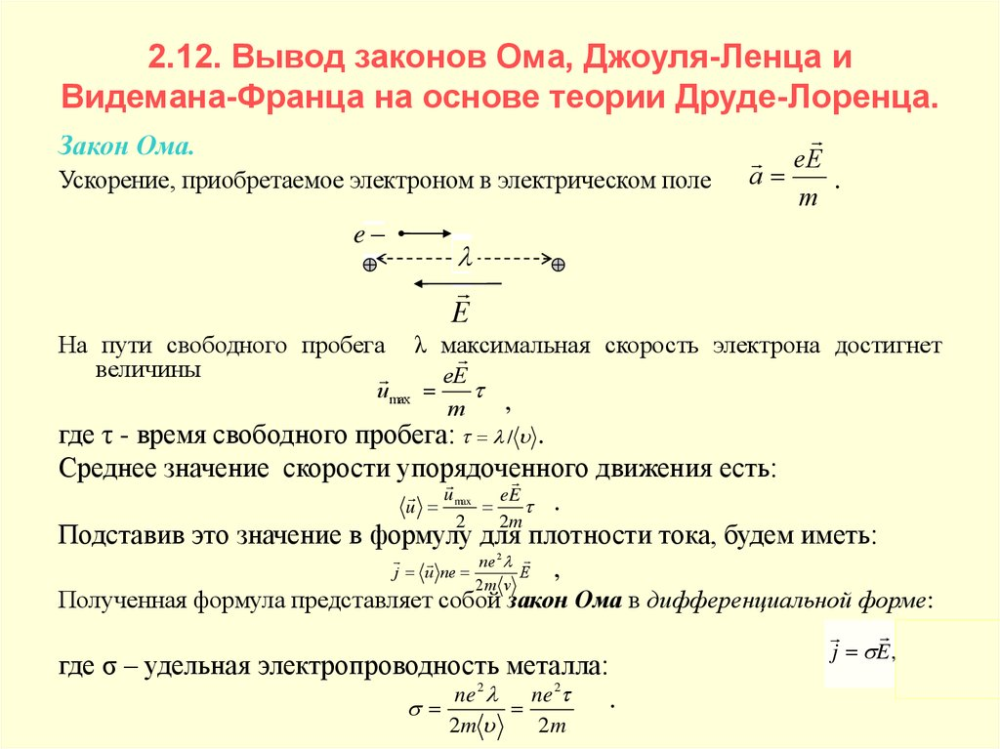 2.12. Вывод законов Ома, Джоуля-Ленца и
Видемана-Франца на основе теории Друде-Лоренца.
Закон Ома.
Ускорение, приобретаемое электроном в электрическом поле $\vec{a} = \frac{e\vec{E}}{m}$ .
e –
⊕ λ ⊕
$\vec{E}$
На пути свободного пробега λ максимальная скорость электрона достигнет
величины
$\vec{u}_{max} = \frac{e\vec{E}}{m} \tau$ ,
где τ - время свободного пробега: $\tau = \lambda / \langle \upsilon \rangle$ .
Среднее значение скорости упорядоченного движения есть:
$\langle \vec{u} \rangle = \frac{\vec{u}_{max}}{2} = \frac{e\vec{E}}{2m} \tau$ .
Подставив это значение в формулу для плотности тока, будем иметь:
$\vec{j} = \langle \vec{u} \rangle ne = \frac{ne^2 \lambda}{2m \langle v \rangle} \vec{E}$ ,
Полученная формула представляет собой закон Ома в дифференциальной форме:
$\vec{j} = \sigma \vec{E},$
где σ – удельная электропроводность металла:
$\sigma = \frac{ne^2 \lambda}{2m \langle \upsilon \rangle} = \frac{ne^2 \tau}{2m}$ .